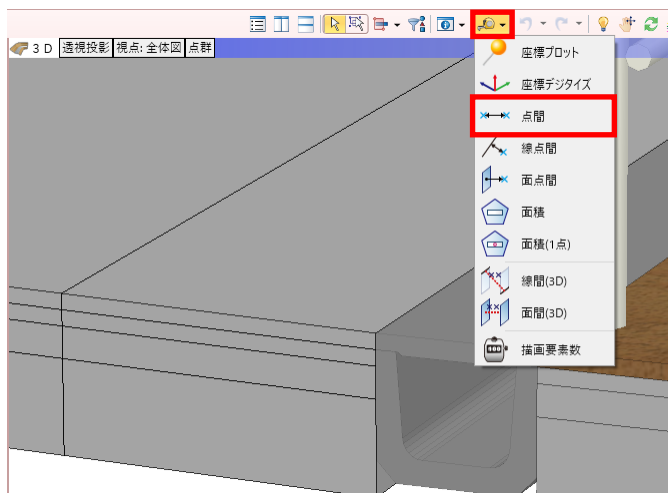 3 D 透視投影 視点: 全体図 点群
座標プロット
座標デジタイズ
点間
線点間
面点間
面積
面積(1点)
線間(3D)
面間(3D)
描画要素数